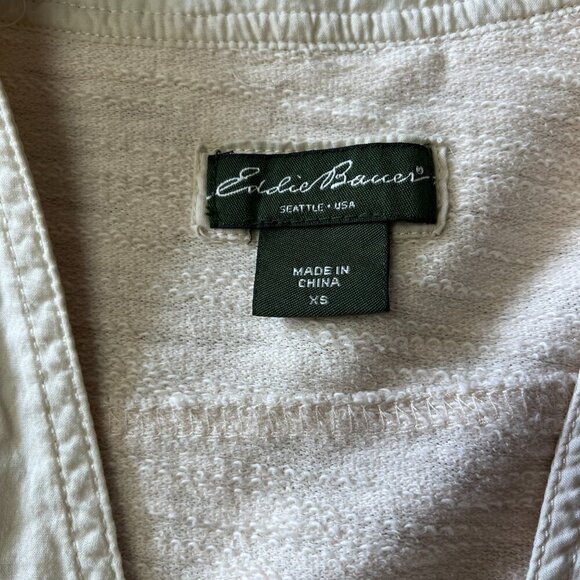 Eddie Bauer®
SEATTLE • USA
MADE IN
CHINA
XS